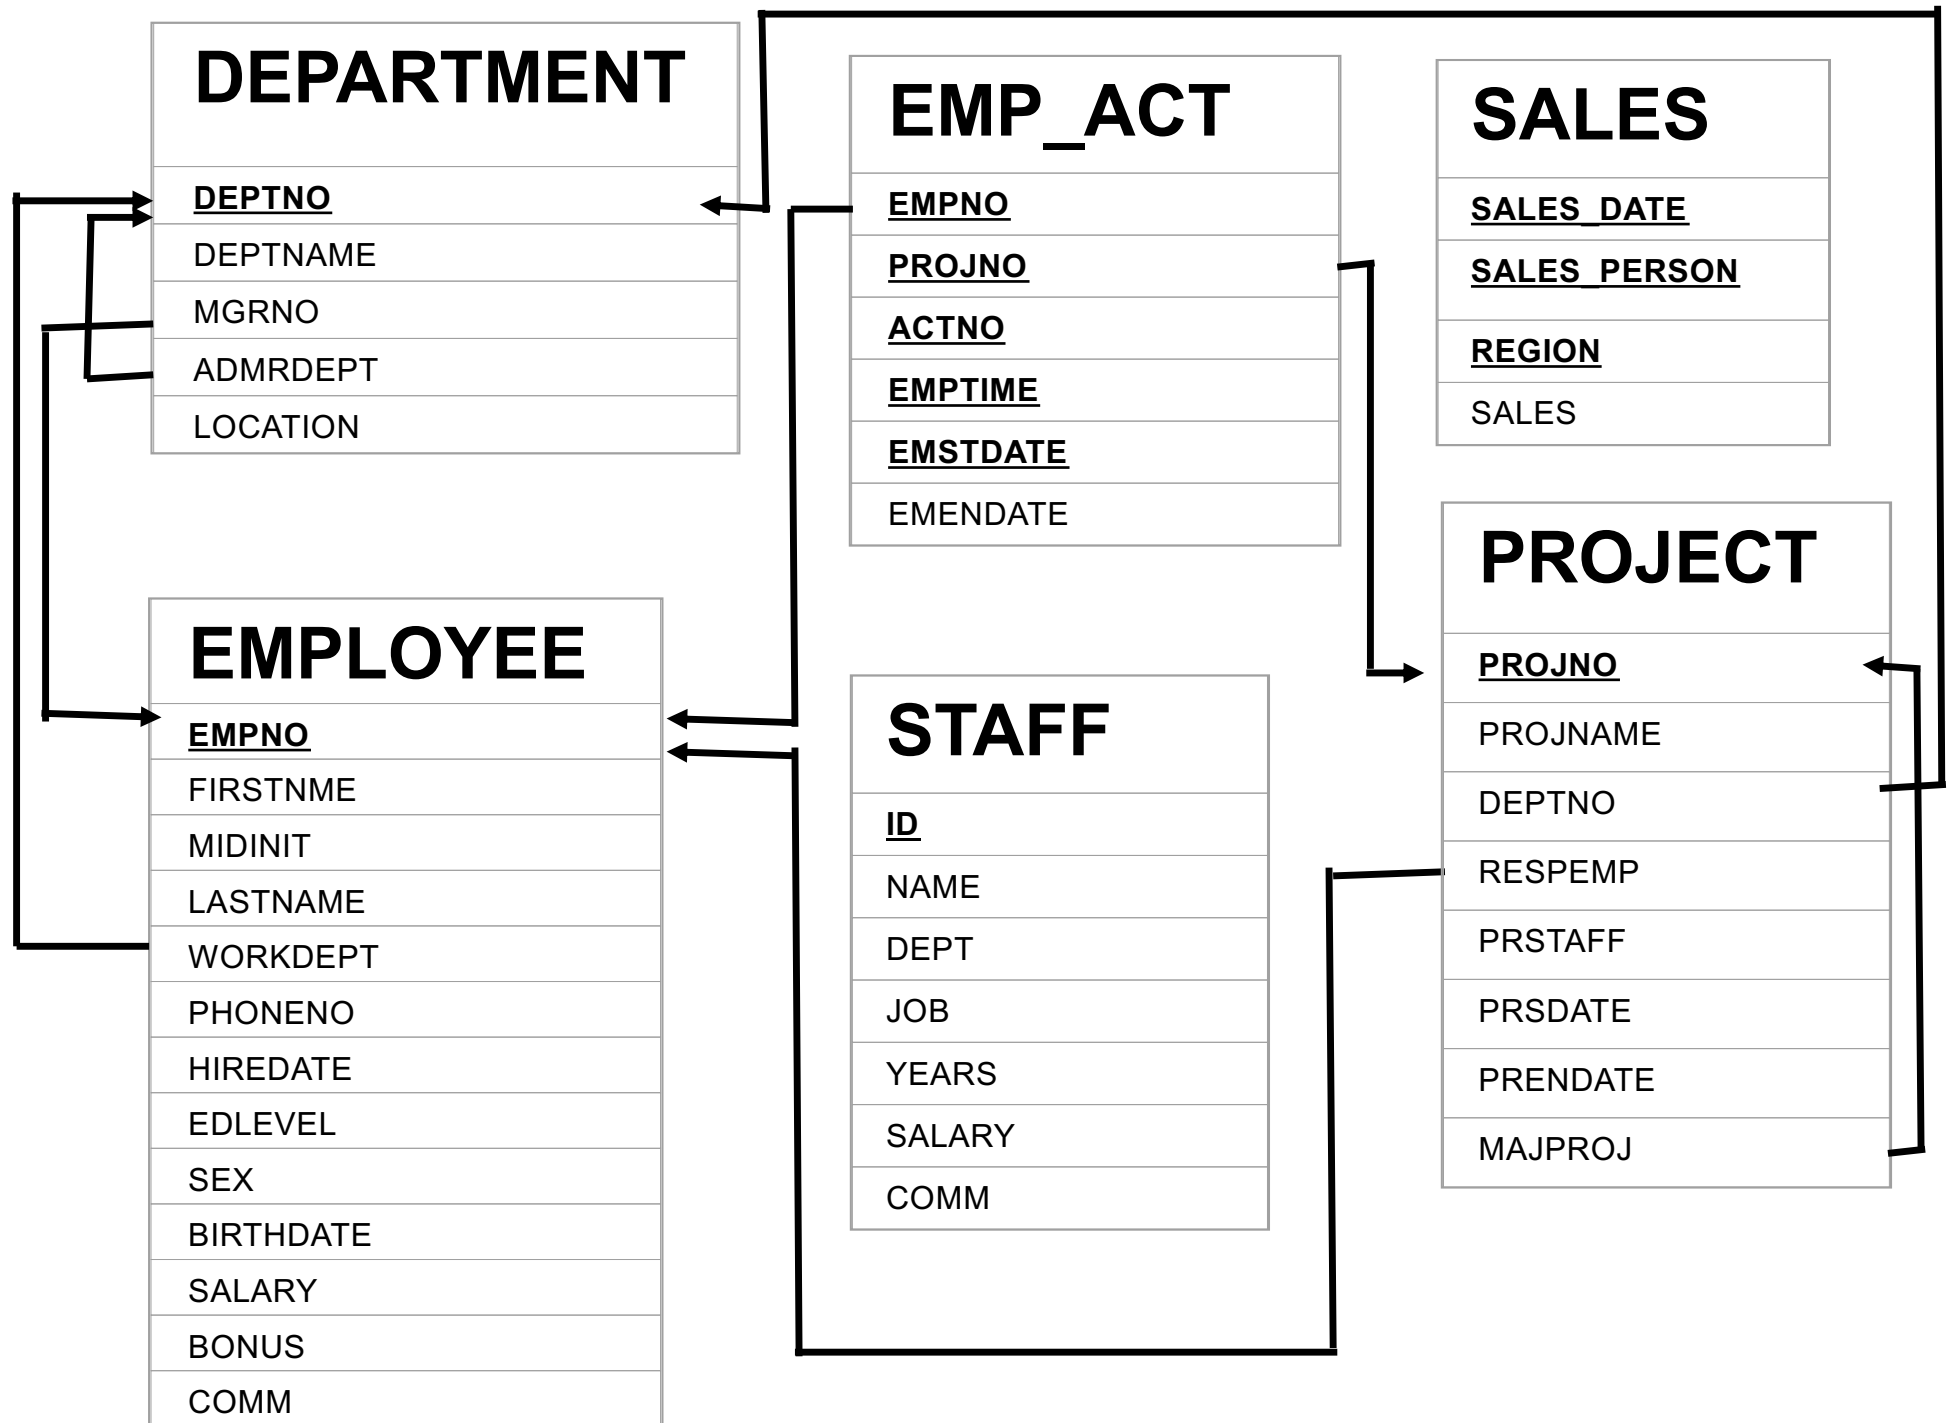 DEPARTMENT
DEPTNO
DEPTNAME
MGRNO
ADMRDEPT
LOCATION
EMP_ACT
EMPNO
PROJNO
ACTNO
EMPTIME
EMSTDATE
EMENDATE
SALES
SALES_DATE
SALES_PERSON
REGION
SALES
EMPLOYEE
EMPNO
FIRSTNME
MIDINIT
LASTNAME
WORKDEPT
PHONENO
HIREDATE
EDLEVEL
SEX
BIRTHDATE
SALARY
BONUS
COMM
STAFF
ID
NAME
DEPT
JOB
YEARS
SALARY
COMM
PROJECT
PROJNO
PROJNAME
DEPTNO
RESPEMP
PRSTAFF
PRSDATE
PRENDATE
MAJPROJ